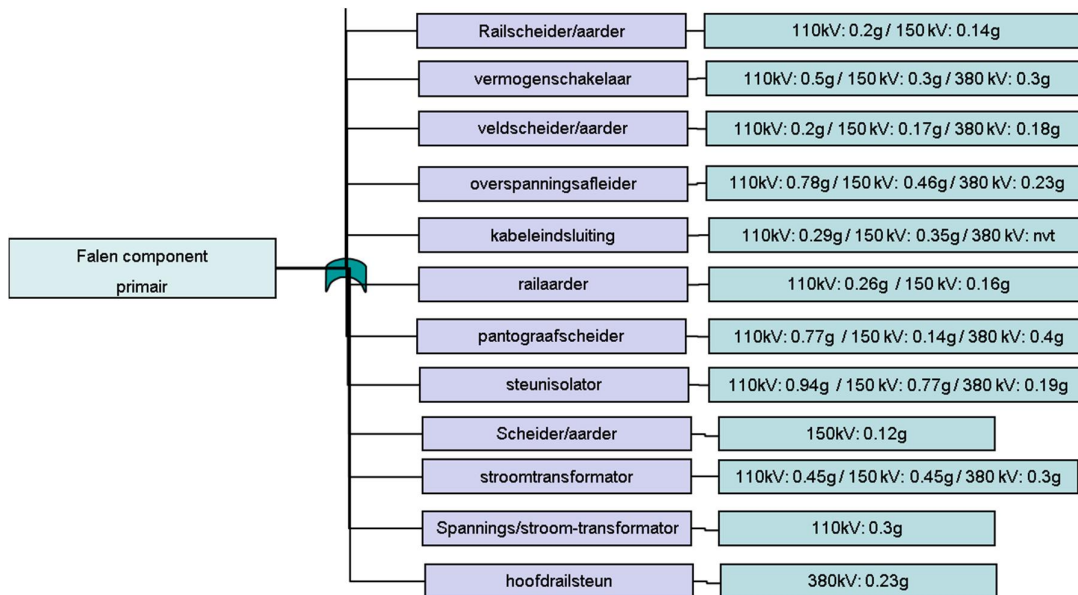 Railscheider/aarder
110kV: 0.2g/ 150 kV: 0.14g
vermogenschakelaar
110kV: 0.5g/ 150 kV: 0.3g/ 380 kV: 0.3g
veldscheider/aarder
110kV: 0.2g/ 150 kV: 0.17g/ 380 kV: 0.18g
overspanningsafleider
110kV: 0.78g/ 150 kV: 0.46g/ 380 kV: 0.23g
kabeleindsluiting
110kV: 0.29g/ 150 kV: 0.35g/ 380 kV: nvt
Falen component
primair
railaarder
110kV: 0.26g / 150 kV: 0.16g
pantograafscheider
110kV: 0.77g / 150 kV: 0.14g/ 380 kV: 0.4g
steunisolator
110kV: 0.94g / 150 kV: 0.77g/ 380 kV: 0.19g
Scheider/aarder
150kV: 0.12g
stroomtransformator
110kV: 0.45g/ 150 kV: 0.45g/ 380 kV: 0.3g
Spannings/stroom-transformator
110kV: 0.3g
hoofdrailsteun
380kV: 0.23g